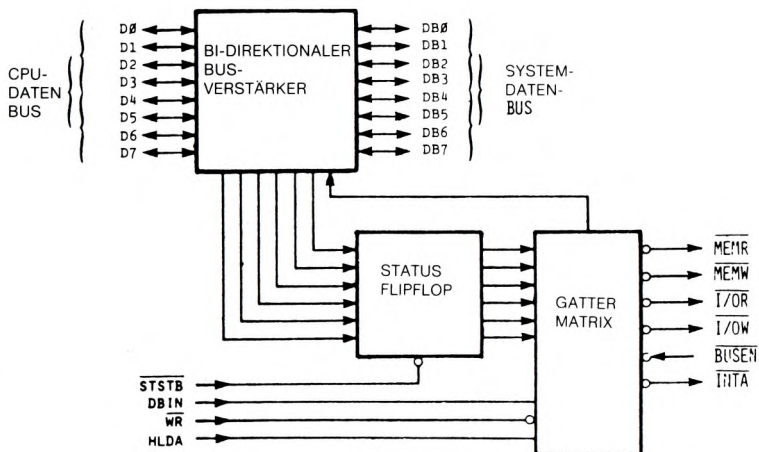 CPU-
DATEN
BUS
D0
D1
D2
D3
D4
D5
D6
D7
BI-DIREKTIONALER
BUS-
VERSTÄRKER
DB0
DB1
DB2
DB3
DB4
DB5
DB6
DB7
SYSTEM-
DATEN-
BUS
STATUS
FLIPFLOP
GATTER
MATRIX
MEMR
MEMW
I/OR
I/OW
BUSEN
INTA
STSTB
DBIN
WR
HLDA